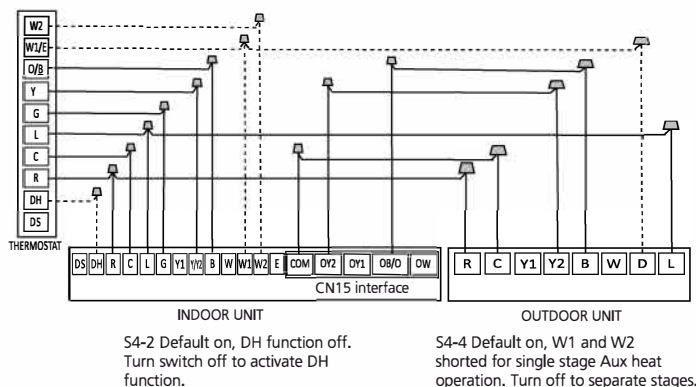 W2
W1/E
O/B
Y
G
L
C
R
DH
DS
THERMOSTAT
DS DH R C L G Y1 Y/Y2 B W W1 W2 E COM OY2 OY1 OB/O OW
CN15 interface
R C Y1 Y2 B W D L
INDOOR UNIT
OUTDOOR UNIT
S4-2 Default on, DH function off.
Turn switch off to activate DH
function.
S4-4 Default on, W1 and W2
shorted for single stage Aux heat
operation. Turn off to separate stages.